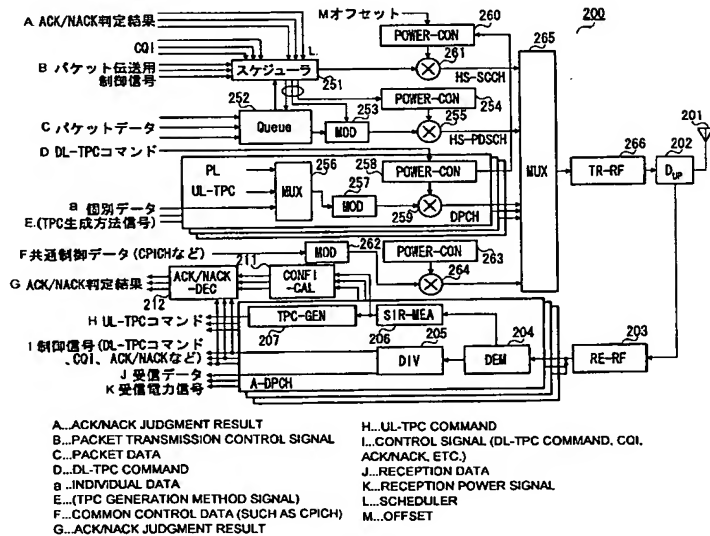 A ACK/NACK判定結果
Mオフセット
260
200
POWER-CON
265
CQI
L
261
B パケット伝送用
制御信号
スケジューラ
251
HS-SCCH
252
253
POWER-CON
254
255
C パケットデータ
Queue
MOD
HS-PDSCH
201
D DL-TPCコマンド
256
258
MUX
266
202
PL
UL-TPC
MUX
257
POWER-CON
TR-RF
DUP
a 個別データ
MOD
259
DPCH
E.(TPC生成方法信号)
262
F共通制御データ(CPICHなど)
211
MOD
POWER-CON
263
G ACK/NACK判定結果
ACK/NACK
-DEC
CONFI
-CAL
264
212
H UL-TPCコマンド
TPC-GEN
SIR-MEA
204
203
207
206
205
I 制御信号(DL-TPCコマンド
、CQI、ACK/NACKなど)
DIV
DEM
RE-RF
J 受信データ
K 受信電力信号
A-DPCH
A...ACK/NACK JUDGMENT RESULT
B...PACKET TRANSMISSION CONTROL SIGNAL
C...PACKET DATA
D...DL-TPC COMMAND
a...INDIVIDUAL DATA
E...(TPC GENERATION METHOD SIGNAL)
F...COMMON CONTROL DATA (SUCH AS CPICH)
G...ACK/NACK JUDGMENT RESULT
H...UL-TPC COMMAND
I...CONTROL SIGNAL (DL-TPC COMMAND, CQI,
ACK/NACK, ETC.)
J...RECEPTION DATA
K...RECEPTION POWER SIGNAL
L...SCHEDULER
M...OFFSET